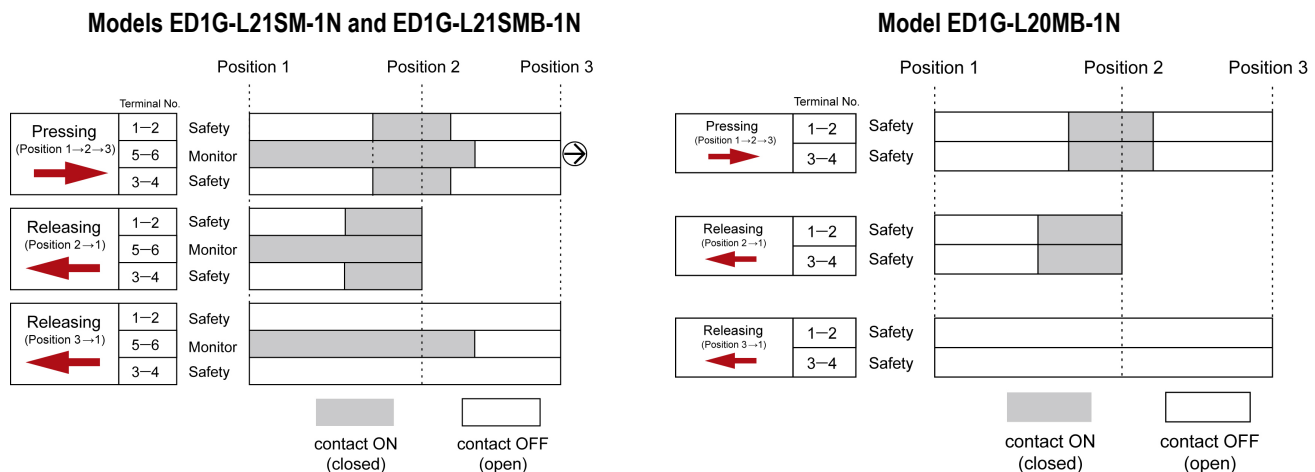 Models ED1G-L21SM-1N and ED1G-L21SMB-1N
Position 1 Position 2 Position 3
Terminal No.
Pressing
(Position 1→2→3)
1—2 Safety
5—6 Monitor
3—4 Safety
Releasing
(Position 2→1)
1—2 Safety
5—6 Monitor
3—4 Safety
Releasing
(Position 3→1)
1—2 Safety
5—6 Monitor
3—4 Safety
contact ON
(closed)
contact OFF
(open)
Model ED1G-L20MB-1N
Position 1 Position 2 Position 3
Terminal No.
Pressing
(Position 1→2→3)
1—2 Safety
3—4 Safety
Releasing
(Position 2→1)
1—2 Safety
3—4 Safety
Releasing
(Position 3→1)
1—2 Safety
3—4 Safety
contact ON
(closed)
contact OFF
(open)